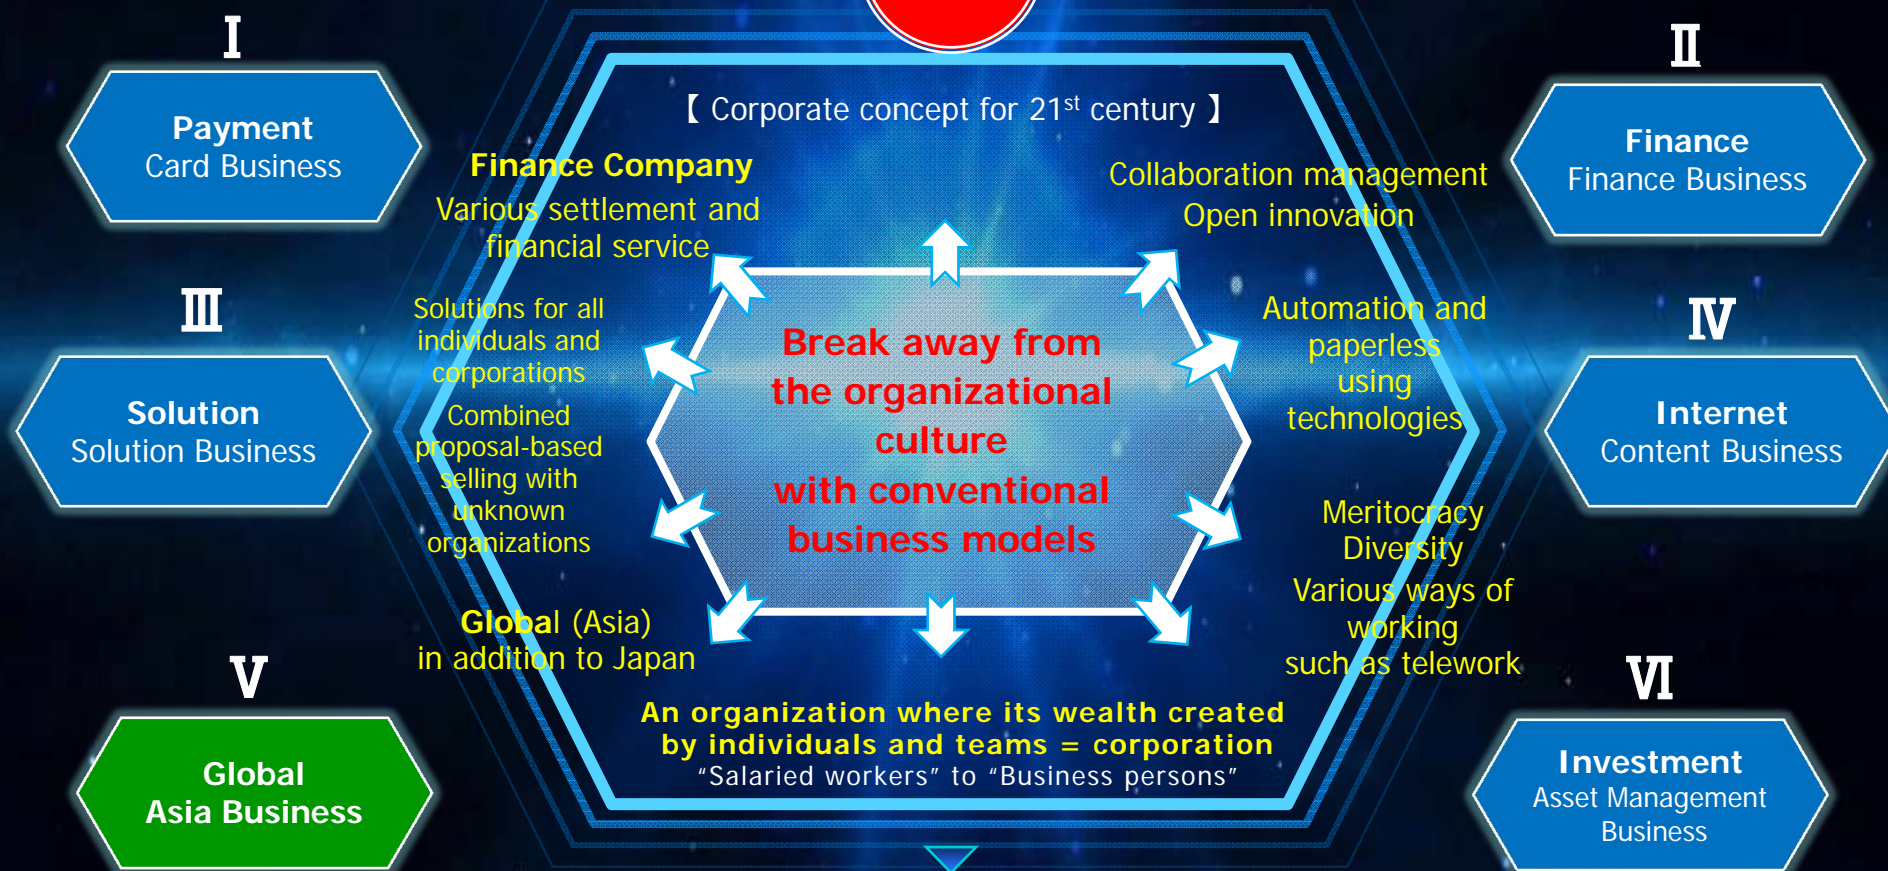 I
Payment
Card Business
II
Finance
Finance Business
III
Solution
Solution Business
IV
Internet
Content Business
V
Global
Asia Business
VI
Investment
Asset Management
Business
【 Corporate concept for 21st century 】
Finance Company
Various settlement and
financial service
Collaboration management
Open innovation
Solutions for all
individuals and
corporations
Combined
proposal-based
selling with
unknown
organizations
Automation and
paperless
using
technologies
Break away from
the organizational
culture
with conventional
business models
Meritocracy
Diversity
Various ways of
working
such as telework
Global (Asia)
in addition to Japan
An organization where its wealth created
by individuals and teams = corporation
“Salaried workers” to “Business persons”